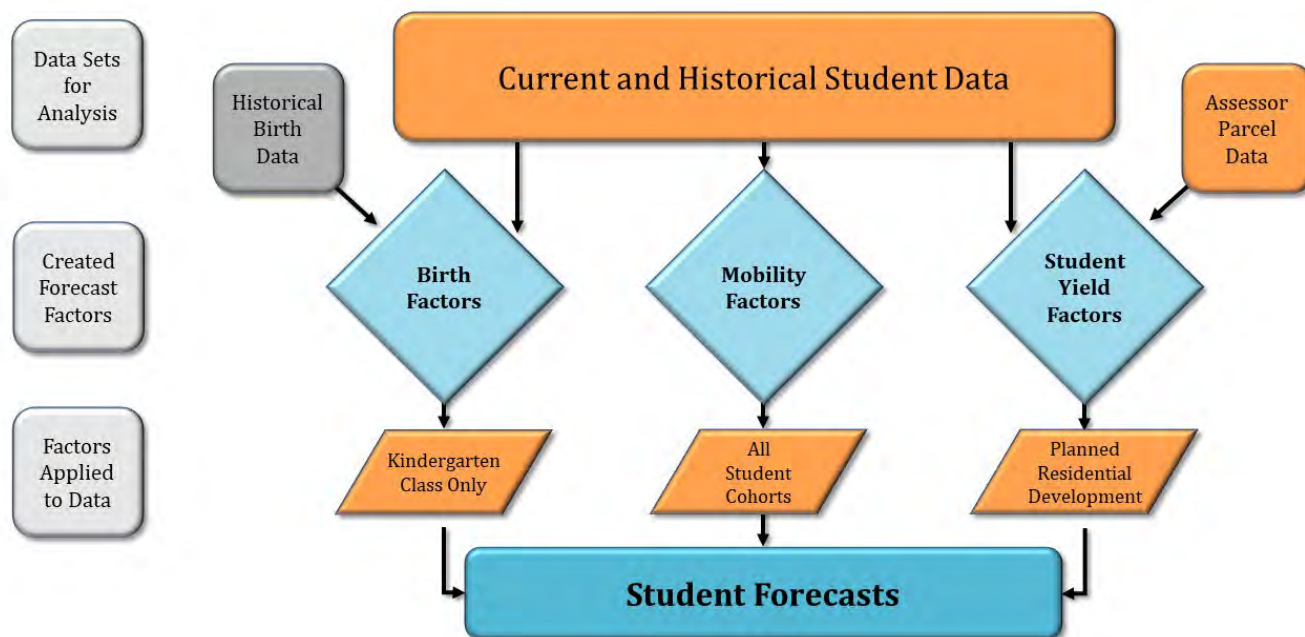 Data Sets
for
Analysis
Historical
Birth
Data
Current and Historical Student Data
Assessor
Parcel
Data
Created
Forecast
Factors
Birth
Factors
Mobility
Factors
Student
Yield
Factors
Factors
Applied
to Data
Kindergarten
Class Only
All
Student
Cohorts
Planned
Residential
Development
Student Forecasts